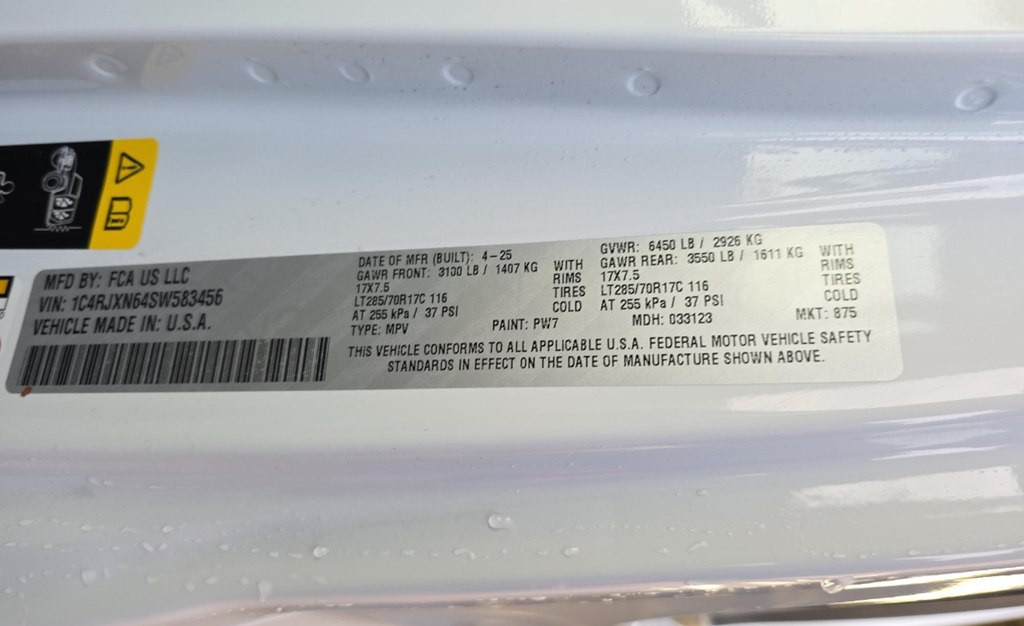 MFD BY: FCA US LLC
VIN: 1C4RJXN64SW583456
VEHICLE MADE IN: U.S.A.
DATE OF MFR (BUILT): 4-25
GAWR FRONT: 3100 LB / 1407 KG WITH
17X7.5 RIMS
LT285/70R17C 116 TIRES
AT 255 kPa / 37 PSI COLD
TYPE: MPV PAINT: PW7
GVWR: 6450 LB / 2926 KG
GAWR REAR: 3550 LB / 1611 KG WITH
17X7.5 RIMS
LT285/70R17C 116 TIRES
AT 255 kPa / 37 PSI COLD
MDH: 033123 MKT: 875
THIS VEHICLE CONFORMS TO ALL APPLICABLE U.S.A. FEDERAL MOTOR VEHICLE SAFETY
STANDARDS IN EFFECT ON THE DATE OF MANUFACTURE SHOWN ABOVE.